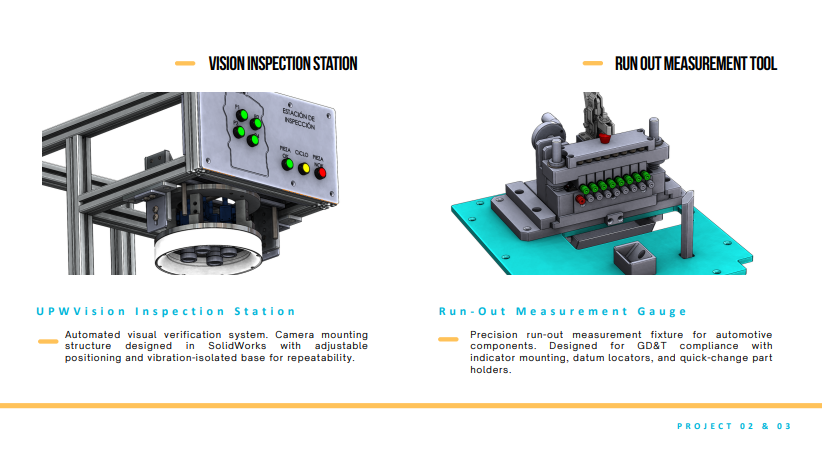 VISION INSPECTION STATION
RUN OUT MEASUREMENT TOOL
ESTACIÓN DE
INSPECCIÓN
PIEZA
CICLO
PIEZA
UPWVision Inspection Station
Automated visual verification system. Camera mounting
structure designed in SolidWorks with adjustable
positioning and vibration-isolated base for repeatability.
Run-Out Measurement Gauge
Precision run-out measurement fixture for automotive
components. Designed for GD&T compliance with
indicator mounting, datum locators, and quick-change part
holders.
PROJECT 02 & 03